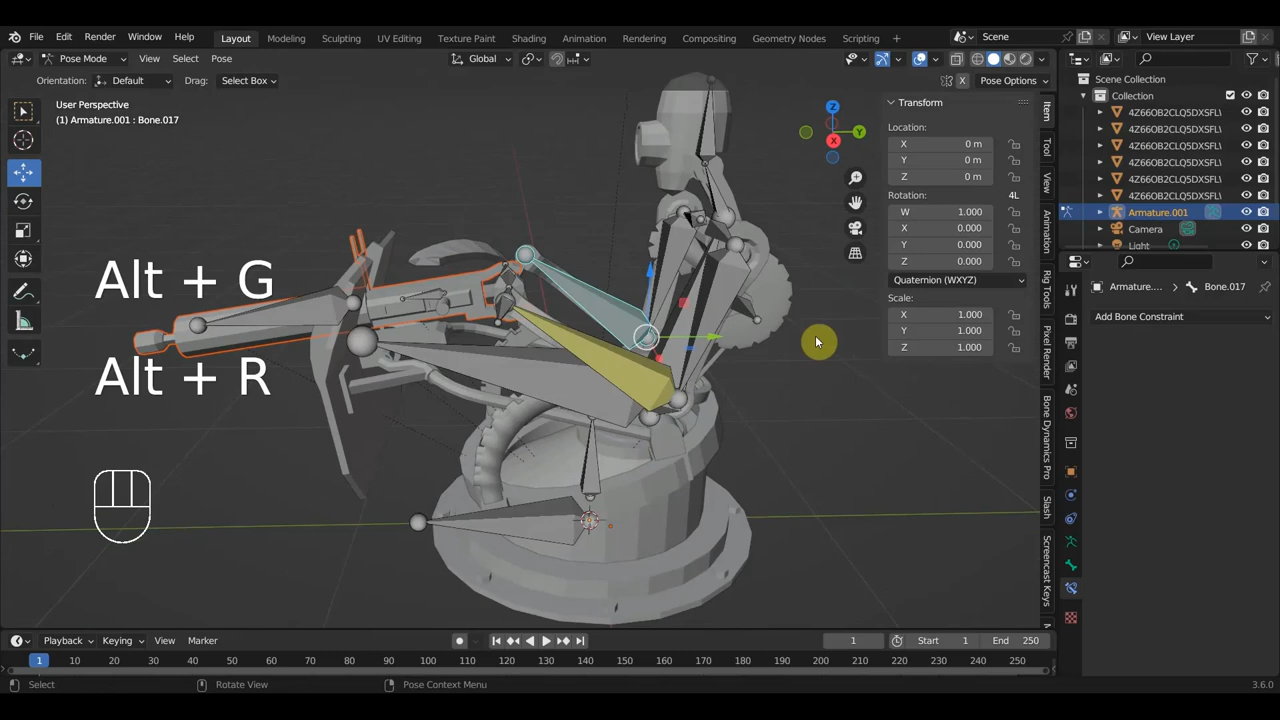 File Edit Render Window Help Layout Modeling Sculpting UV Editing Texture Paint Shading Animation Rendering Compositing Geometry Nodes Scripting + Scene View Layer
Pose Mode View Select Pose Global
Orientation: Default Drag: Select Box X Pose Options
User Perspective
(1) Armature.001 : Bone.017
Z
Y
X
Transform
Location:
X 0 m
Y 0 m
Z 0 m
Rotation: 4L
W 1.000
X 0.000
Y 0.000
Z 0.000
Quaternion (WXYZ)
Scale:
X 1.000
Y 1.000
Z 1.000
Item
Tool
View
Animation
Rig Tools
Pixel Render
Bone Dynamics Pro
Slash
Screencast Keys
Scene Collection
Collection
4Z66OB2CLQ5DXSFL\
4Z66OB2CLQ5DXSFL\
4Z66OB2CLQ5DXSFL\
4Z66OB2CLQ5DXSFL\
4Z66OB2CLQ5DXSFL\
4Z66OB2CLQ5DXSFL\
Armature.001
Camera
Light
Armature.... Bone.017
Add Bone Constraint
Alt + G
Alt + R
Playback Keying View Marker 1 Start 1 End 250
1 10 20 30 40 50 60 70 80 90 100 110 120 130 140 150 160 170 180 190 200 210 220 230 240 250
Select Rotate View Pose Context Menu 3.6.0